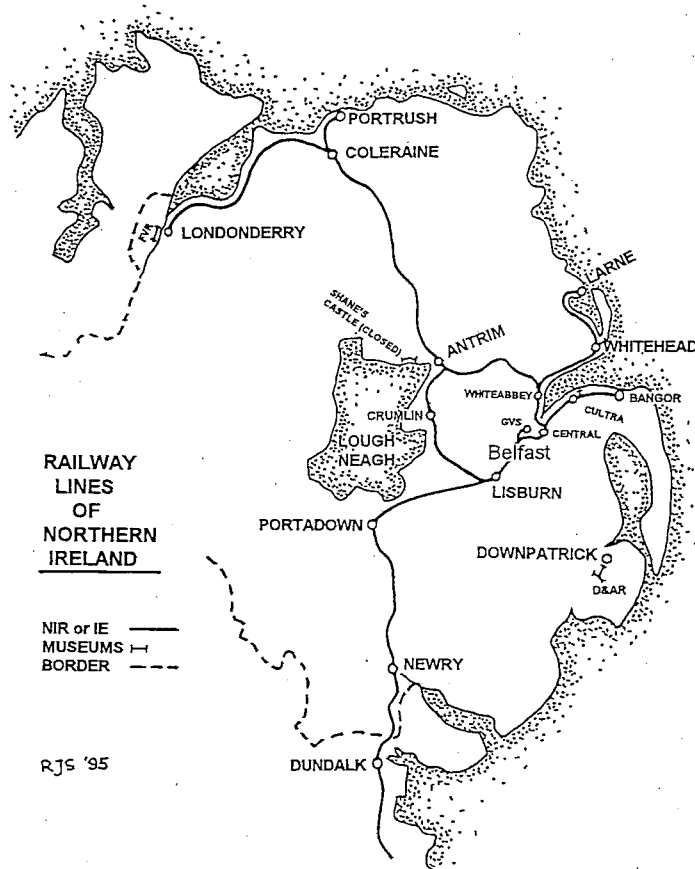 PORTRUSH
COLERAINE
FVR
LONDONDERRY
LARNE
SHANE'S
CASTLE (CLOSED)
ANTRIM
WHITEHEAD
WHITEABBEY
BANGOR
CULTRA
CRUMLIN
GVS
CENTRAL
LOUGH
NEAGH
Belfast
LISBURN
RAILWAY
LINES
OF
NORTHERN
IRELAND
PORTADOWN
DOWNPATRICK
D&AR
NIR or IE
MUSEUMS
BORDER
NEWRY
RJS '95
DUNDALK